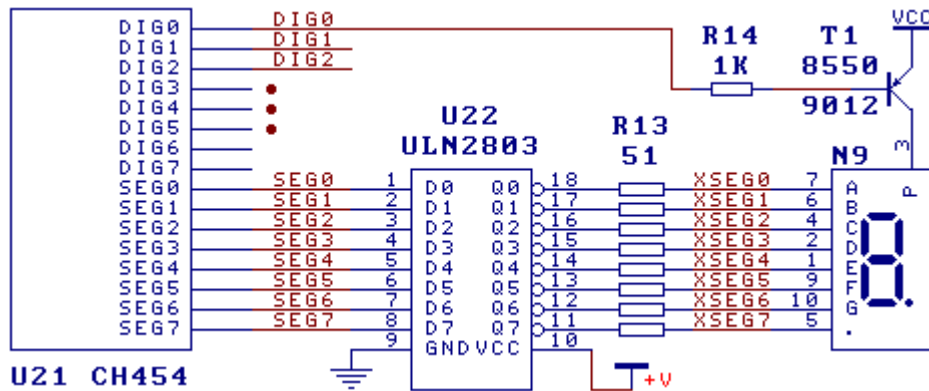 DIG0 DIG0 VCC
DIG1 DIG1 R14 T1
DIG2 DIG2 1K 8550
DIG3 9012
DIG4 U22 R13
DIG5 ULN2803 51 N9 3
DIG6
DIG7
SEG0 SEG0 1 D0 Q0 18 XSEG0 7 A P
SEG1 SEG1 2 D1 Q1 17 XSEG1 6 B
SEG2 SEG2 3 D2 Q2 16 XSEG2 4 C
SEG3 SEG3 4 D3 Q3 15 XSEG3 2 D
SEG4 SEG4 5 D4 Q4 14 XSEG4 1 E
SEG5 SEG5 6 D5 Q5 13 XSEG5 9 F
SEG6 SEG6 7 D6 Q6 12 XSEG6 10 G
SEG7 SEG7 8 D7 Q7 11 XSEG7 5 .
9 GND VCC 10
U21 CH454 +V